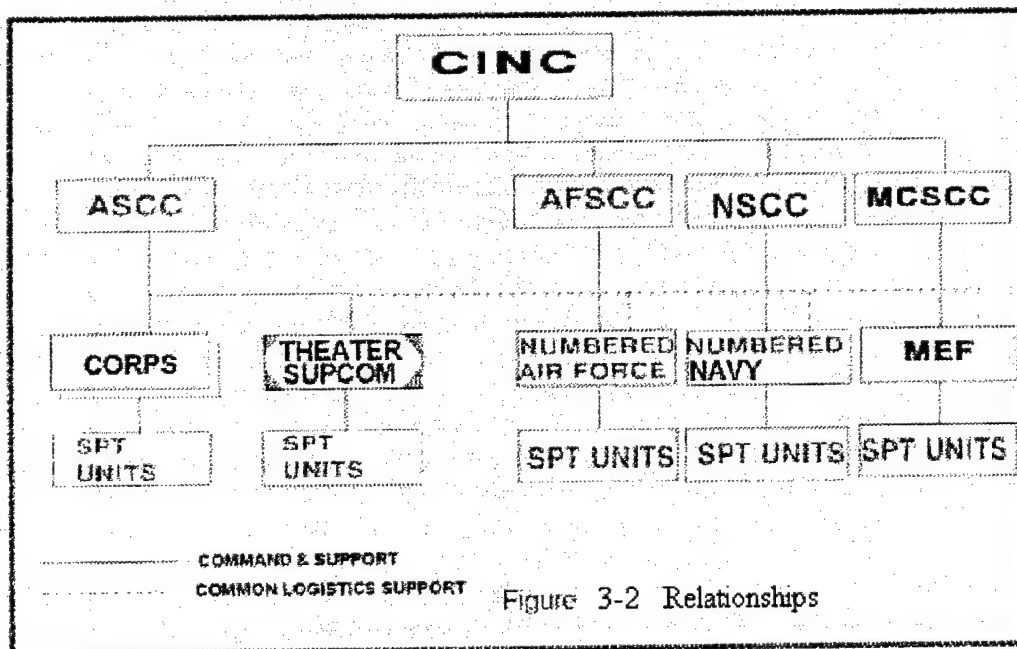 CINC
ASCC
AFSCC
NSCC
MCSCC
CORPS
THEATER
SUPCOM
NUMBERED
AIR FORCE
NUMBERED
NAVY
MEF
SPT
UNITS
SPT
UNITS
SPT UNITS
SPT UNITS
SPT UNITS
COMMAND & SUPPORT
COMMON LOGISTICS SUPPORT
Figure 3-2 Relationships